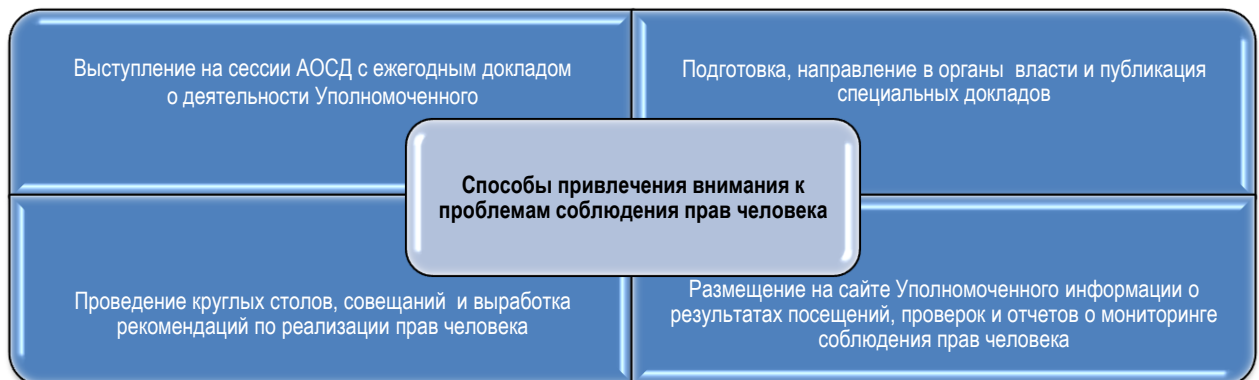 Выступление на сессии АОСД с ежегодным докладом
о деятельности Уполномоченного
Подготовка, направление в органы власти и публикация
специальных докладов
Способы привлечения внимания к
проблемам соблюдения прав человека
Проведение круглых столов, совещаний и выработка
рекомендаций по реализации прав человека
Размещение на сайте Уполномоченного информации о
результатах посещений, проверок и отчетов о мониторинге
соблюдения прав человека